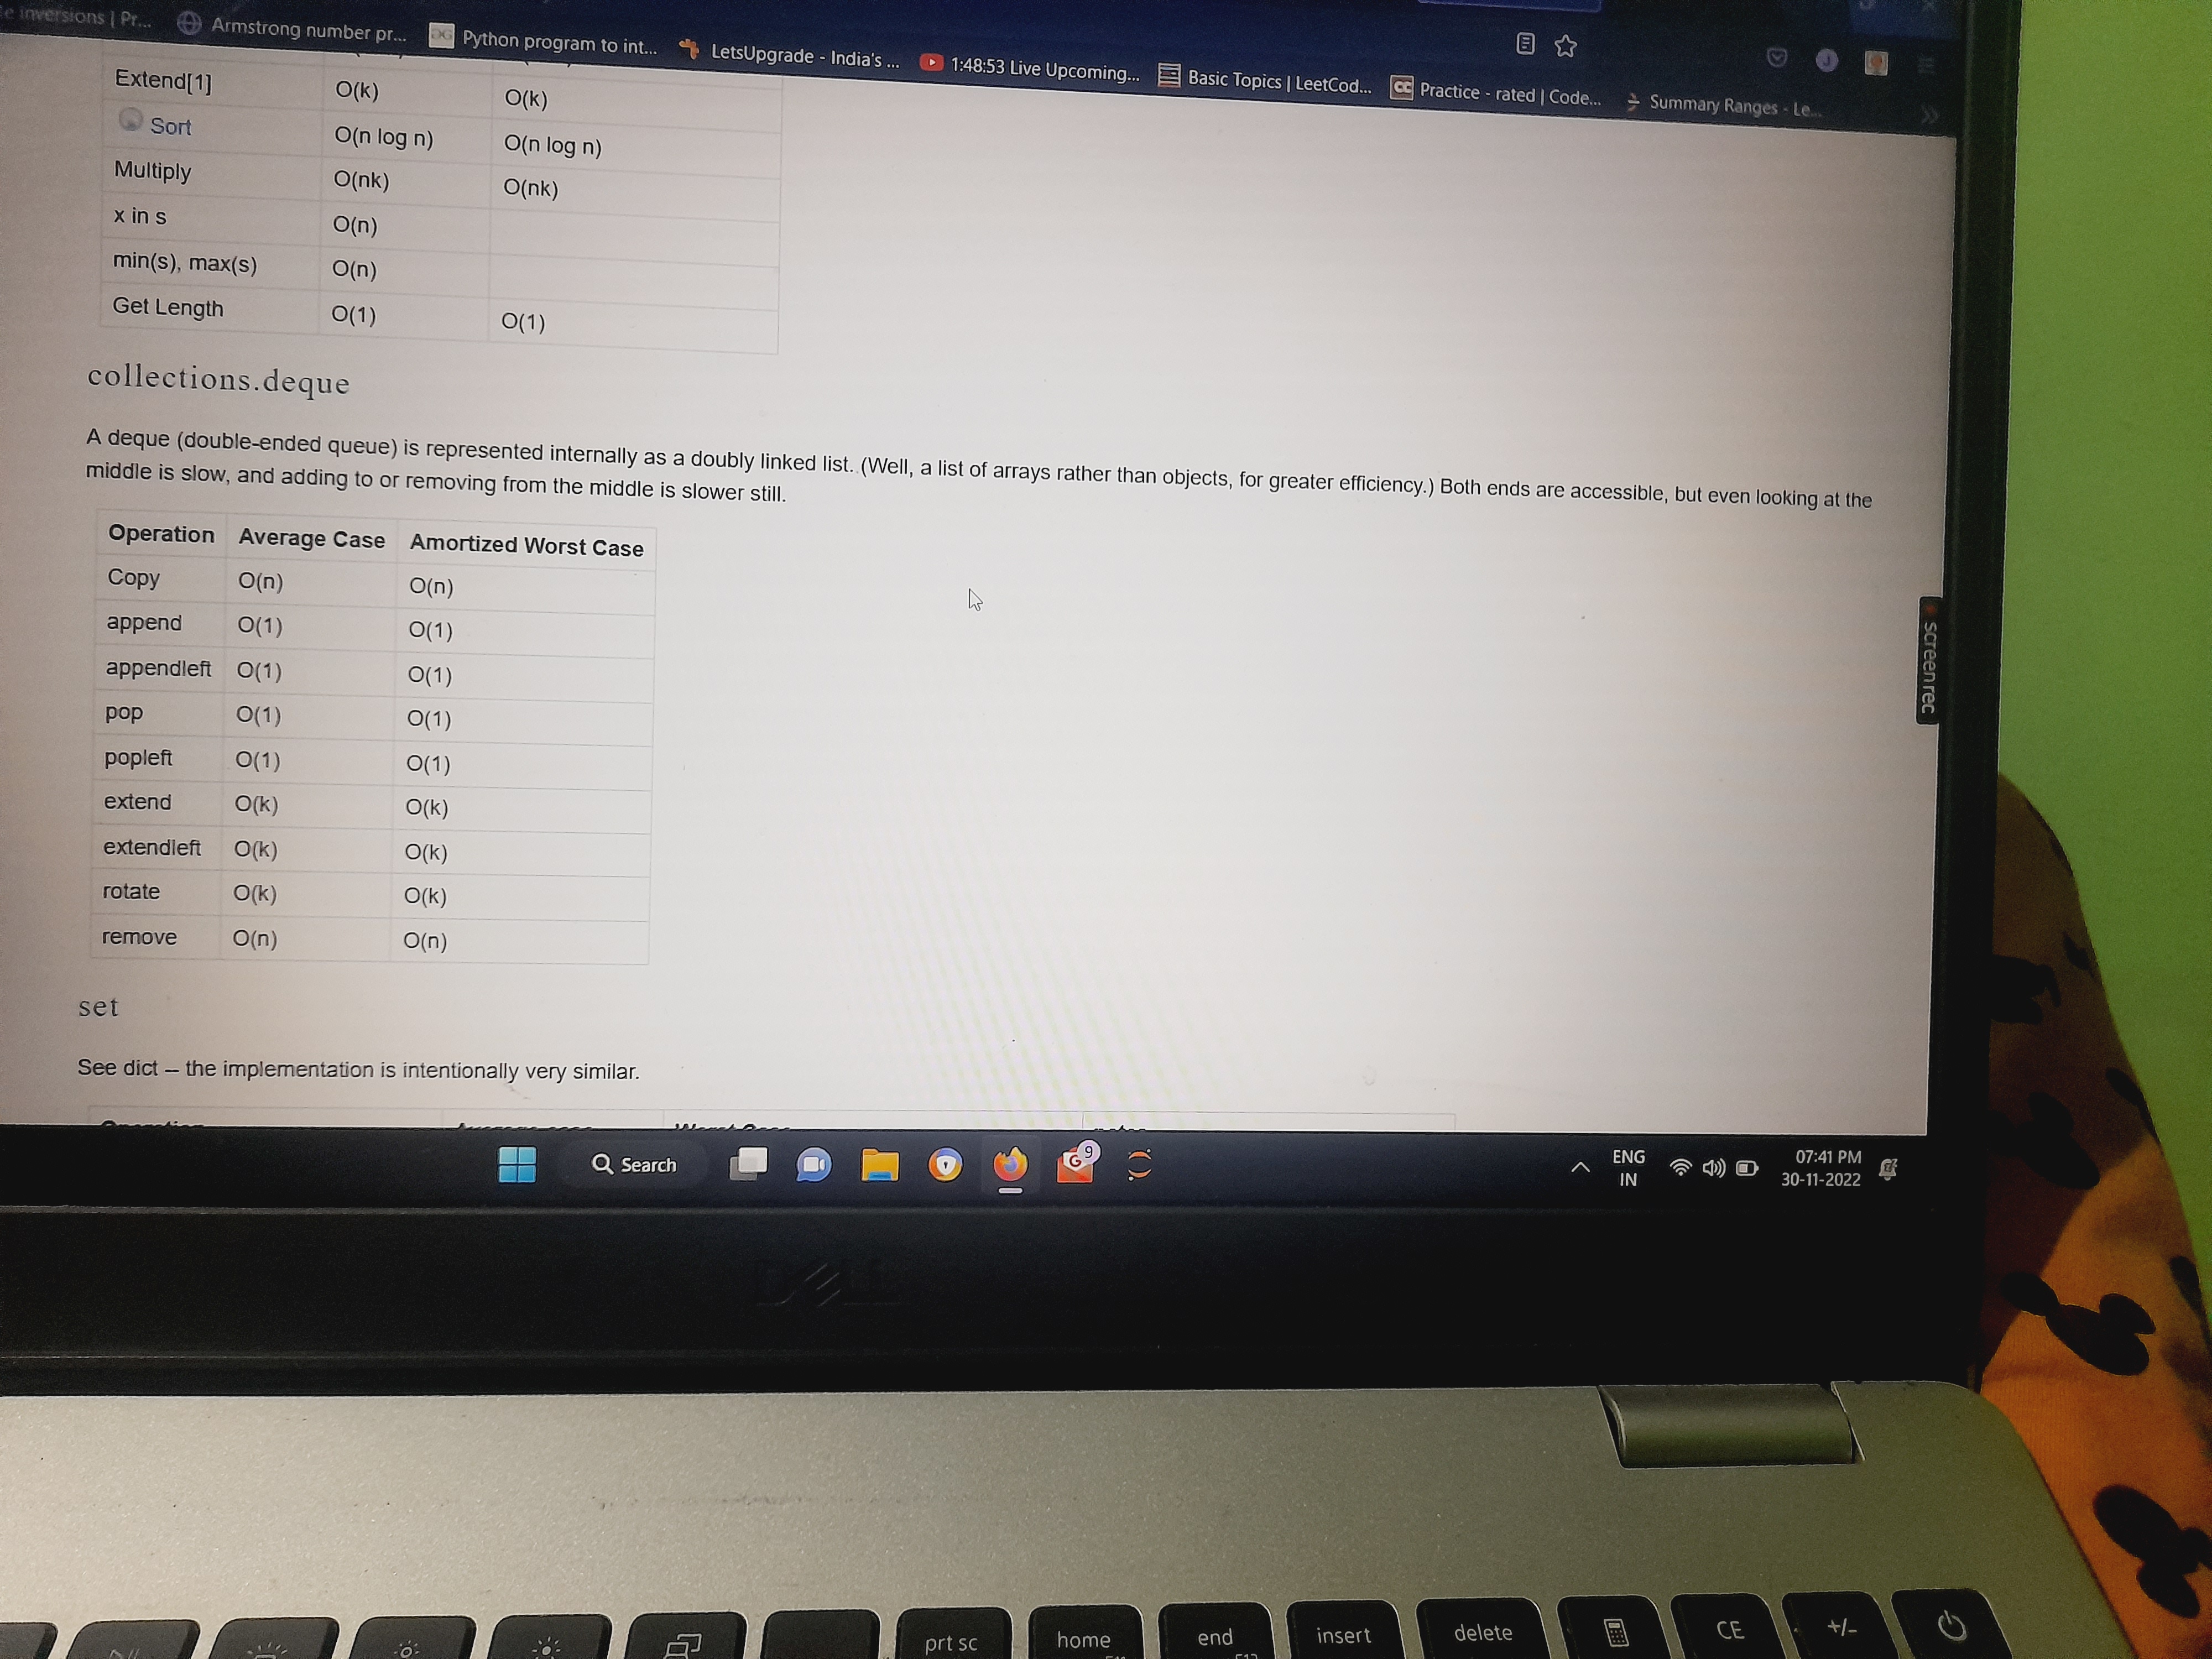 e inversions | Pr... Armstrong number pr... Python program to int... LetsUpgrade - India's ... 1:48:53 Live Upcoming... Basic Topics | LeetCod... Practice - rated | Code... Summary Ranges - Le...
Extend[1] O(k) O(k)
Sort O(n log n) O(n log n)
Multiply O(nk) O(nk)
x in s O(n)
min(s), max(s) O(n)
Get Length O(1) O(1)
collections.deque
A deque (double-ended queue) is represented internally as a doubly linked list. (Well, a list of arrays rather than objects, for greater efficiency.) Both ends are accessible, but even looking at the
middle is slow, and adding to or removing from the middle is slower still.
Operation Average Case Amortized Worst Case
Copy O(n) O(n)
append O(1) O(1)
appendleft O(1) O(1)
pop O(1) O(1)
popleft O(1) O(1)
extend O(k) O(k)
extendleft O(k) O(k)
rotate O(k) O(k)
remove O(n) O(n)
screenrec
set
See dict -- the implementation is intentionally very similar.
Search
9
ENG
IN
07:41 PM
30-11-2022
DELL
prt sc home end insert delete CE +/-